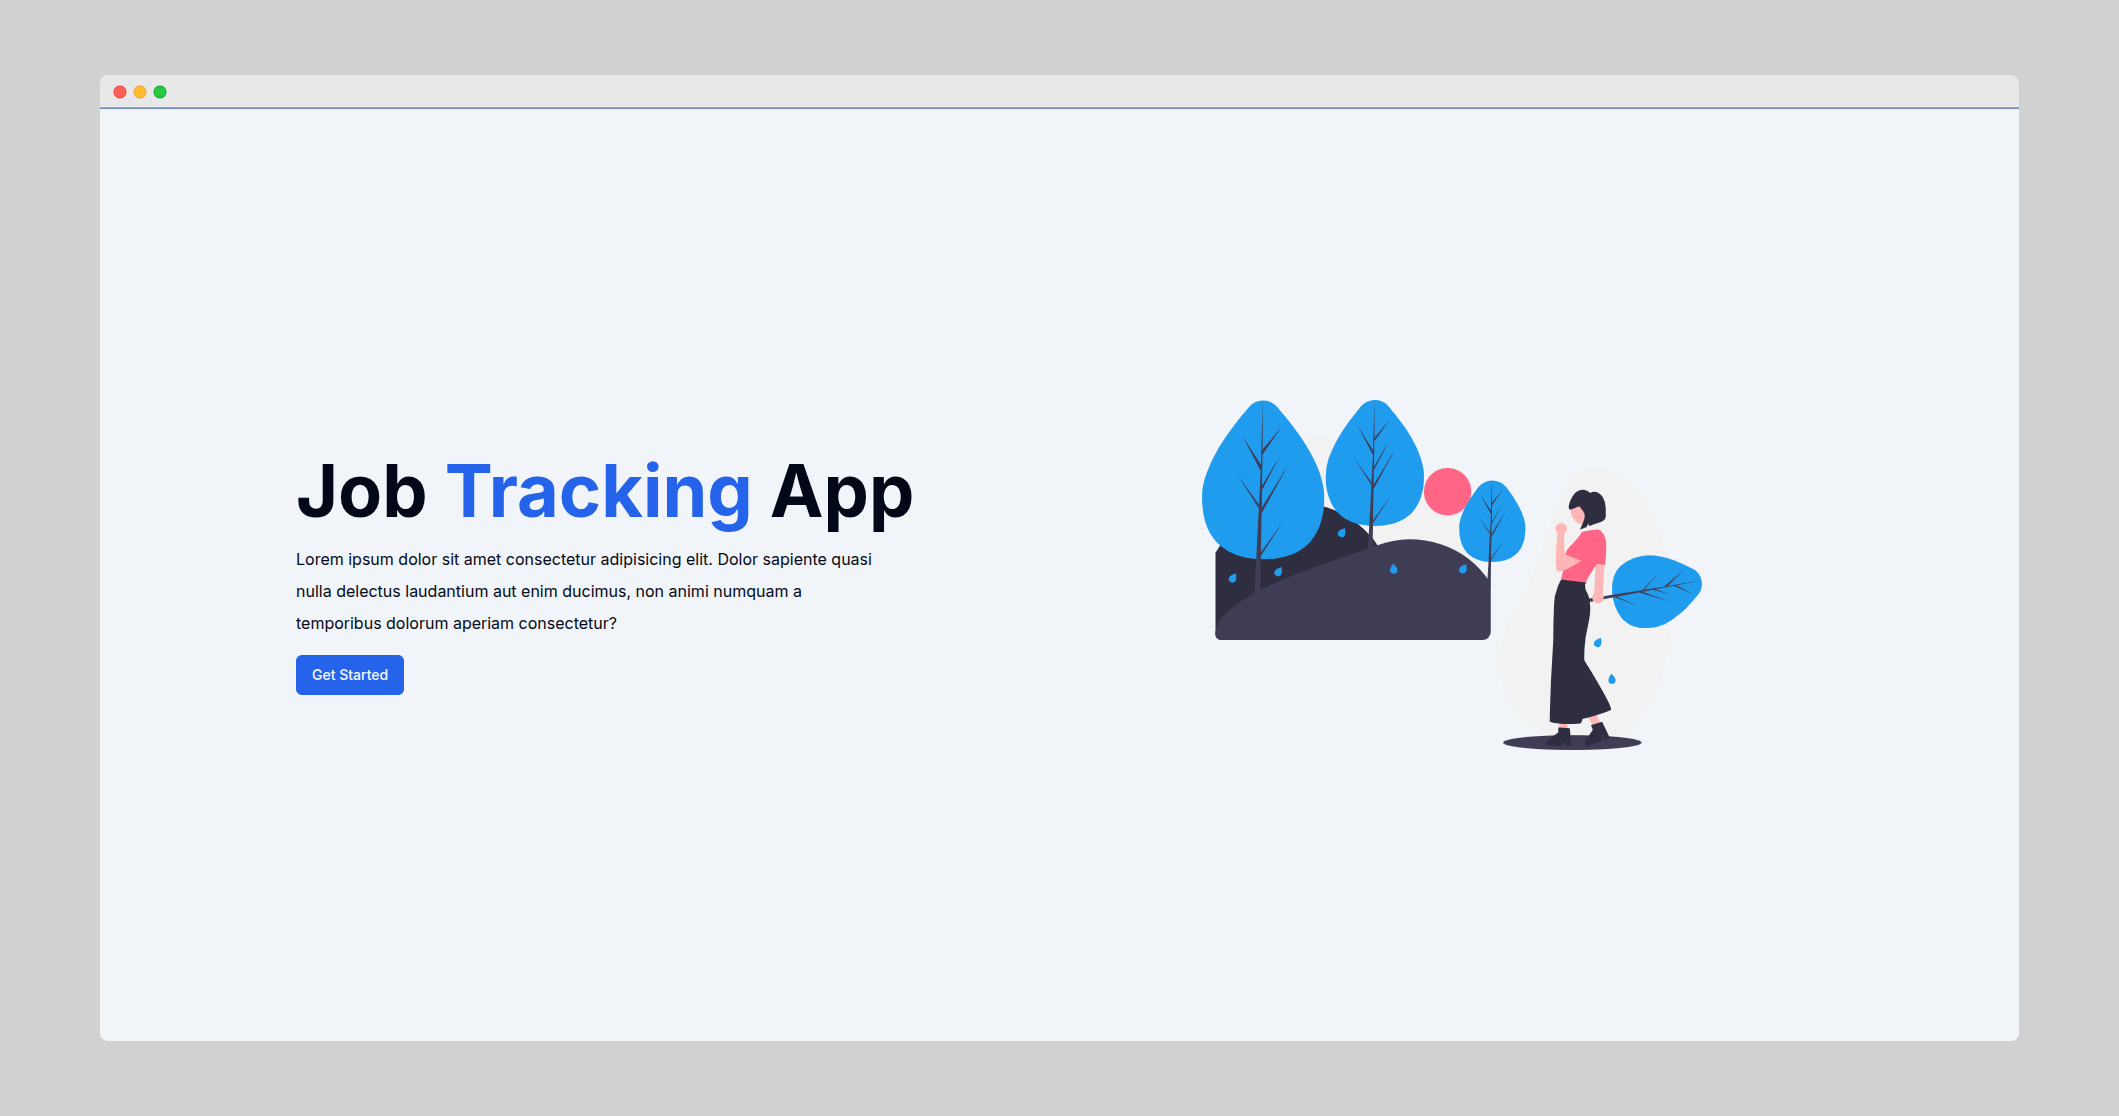 Job Tracking App
Lorem ipsum dolor sit amet consectetur adipisicing elit. Dolor sapiente quasi
nulla delectus laudantium aut enim ducimus, non animi numquam a
temporibus dolorum aperiam consectetur?
Get Started